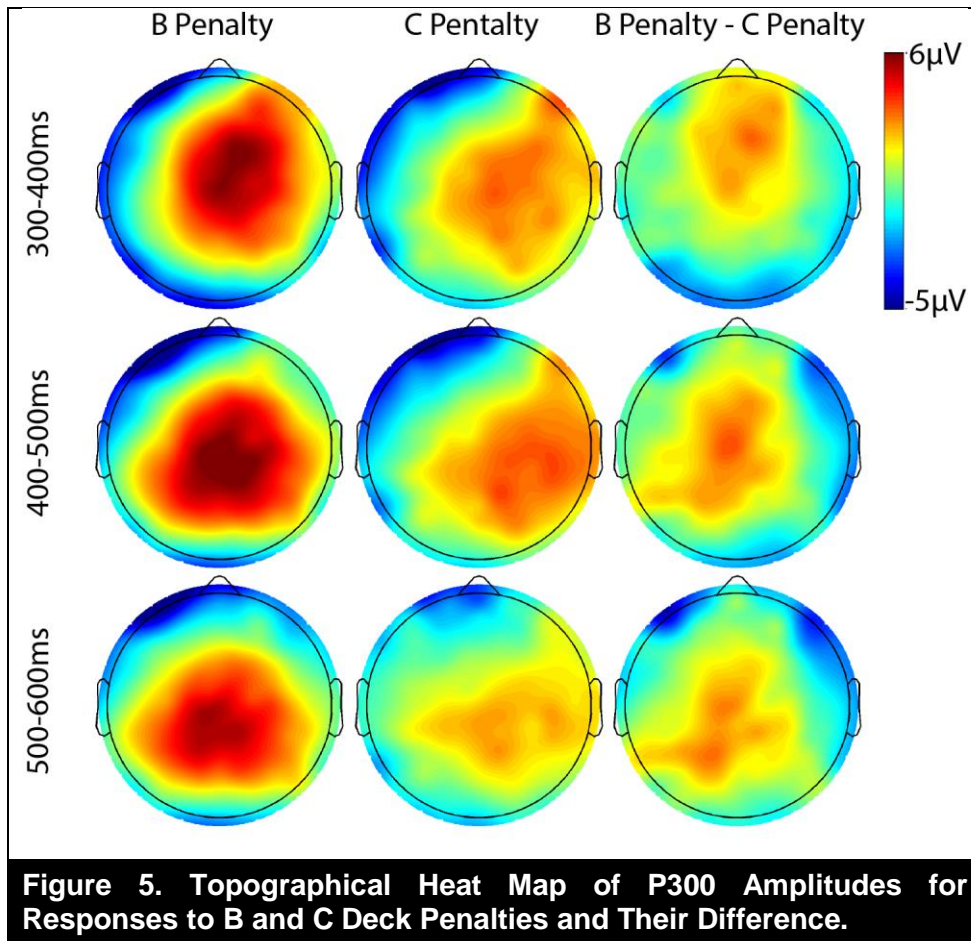 B Penalty C Pentalty B Penalty - C Penalty
6µV
300-400ms
-5µV
400-500ms
500-600ms
Figure 5. Topographical Heat Map of P300 Amplitudes for
Responses to B and C Deck Penalties and Their Difference.